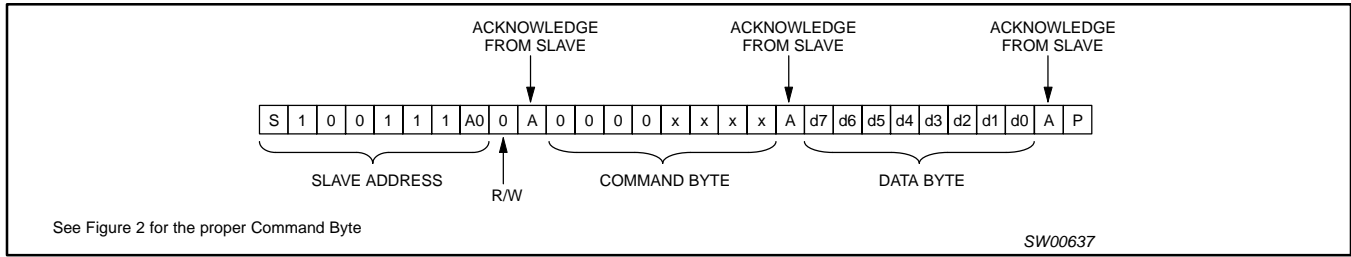 ACKNOWLEDGE FROM SLAVE
ACKNOWLEDGE FROM SLAVE
ACKNOWLEDGE FROM SLAVE
S 1 0 0 1 1 1 A0 0 A 0 0 0 0 x x x x A d7 d6 d5 d4 d3 d2 d1 d0 A P
SLAVE ADDRESS
R/W
COMMAND BYTE
DATA BYTE
See Figure 2 for the proper Command Byte
SW00637